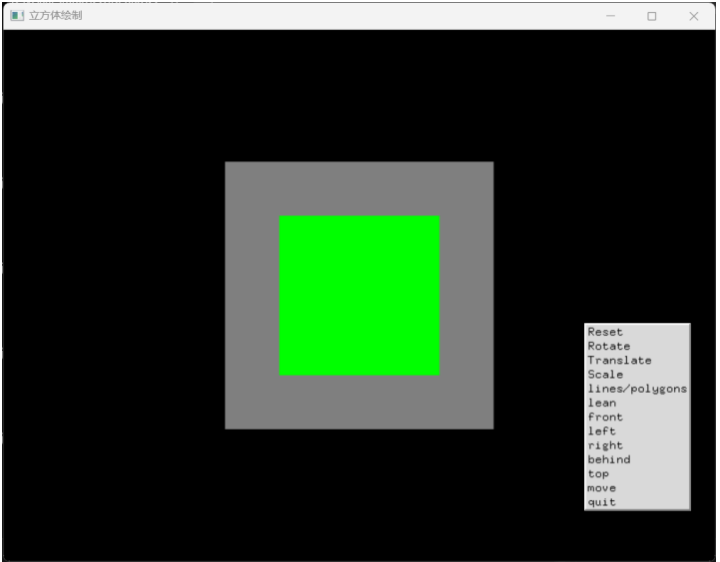 立方体绘制
Reset
Rotate
Translate
Scale
lines/polygons
lean
front
left
right
behind
top
move
quit